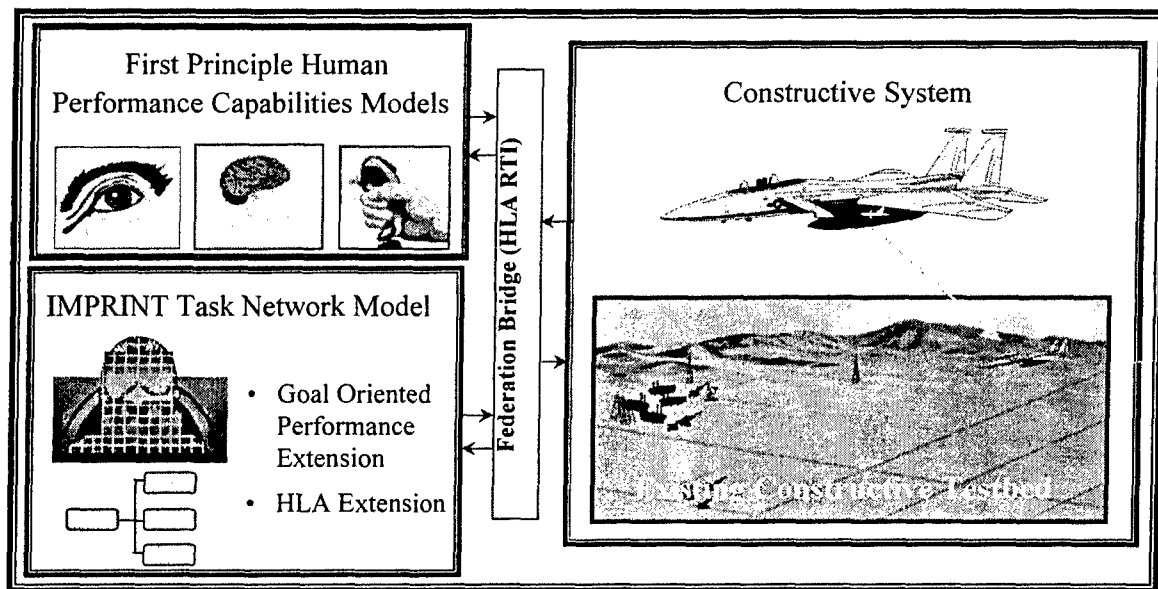 First Principle Human
Performance Capabilities Models
IMPRINT Task Network Model
• Goal Oriented
Performance
Extension
• HLA Extension
Federation Bridge (HLA RTI)
Constructive System
Existing Constructive Testbed